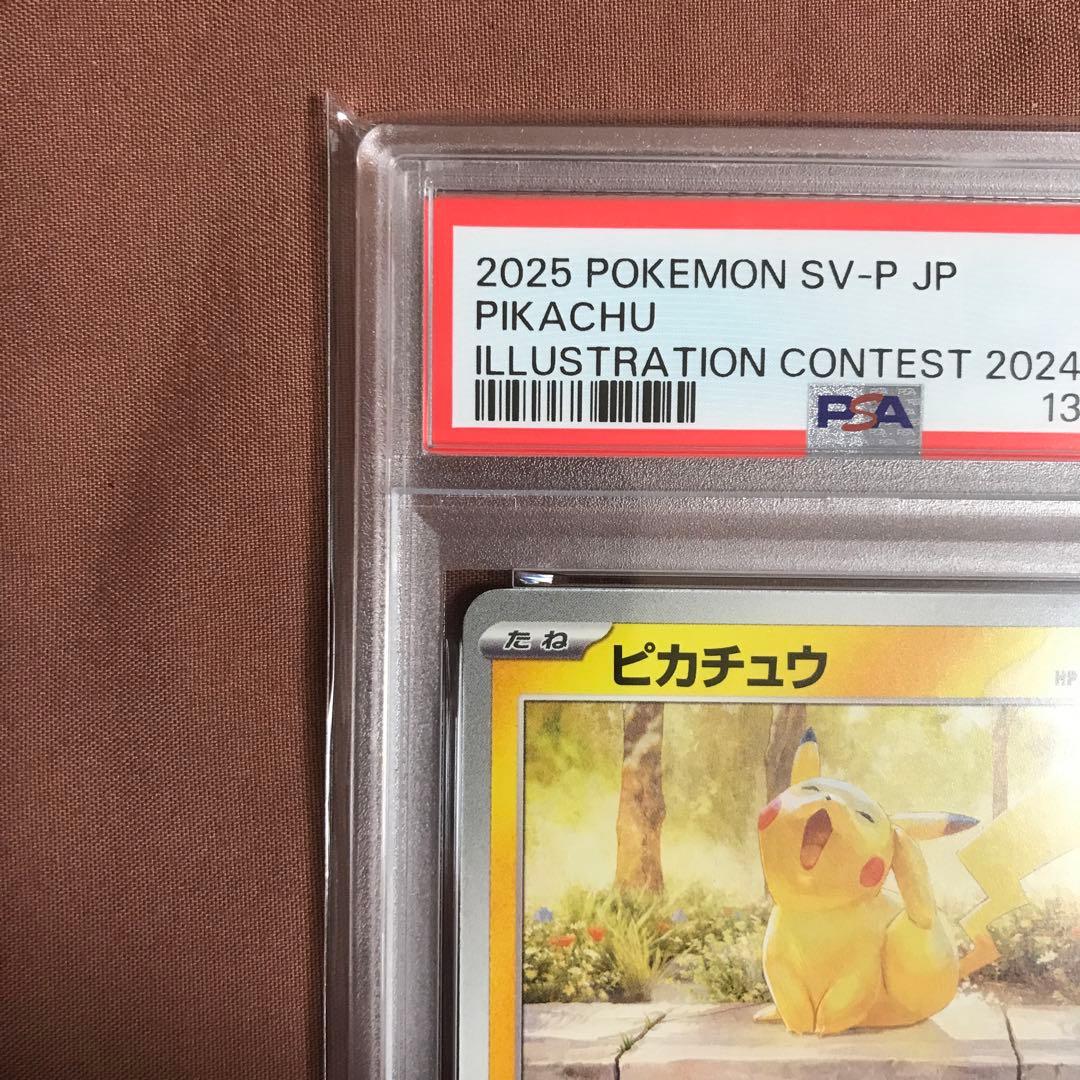 2025 POKEMON SV-P JP
PIKACHU
ILLUSTRATION CONTEST 2024
PSA
13
たね ピカチュウ HP